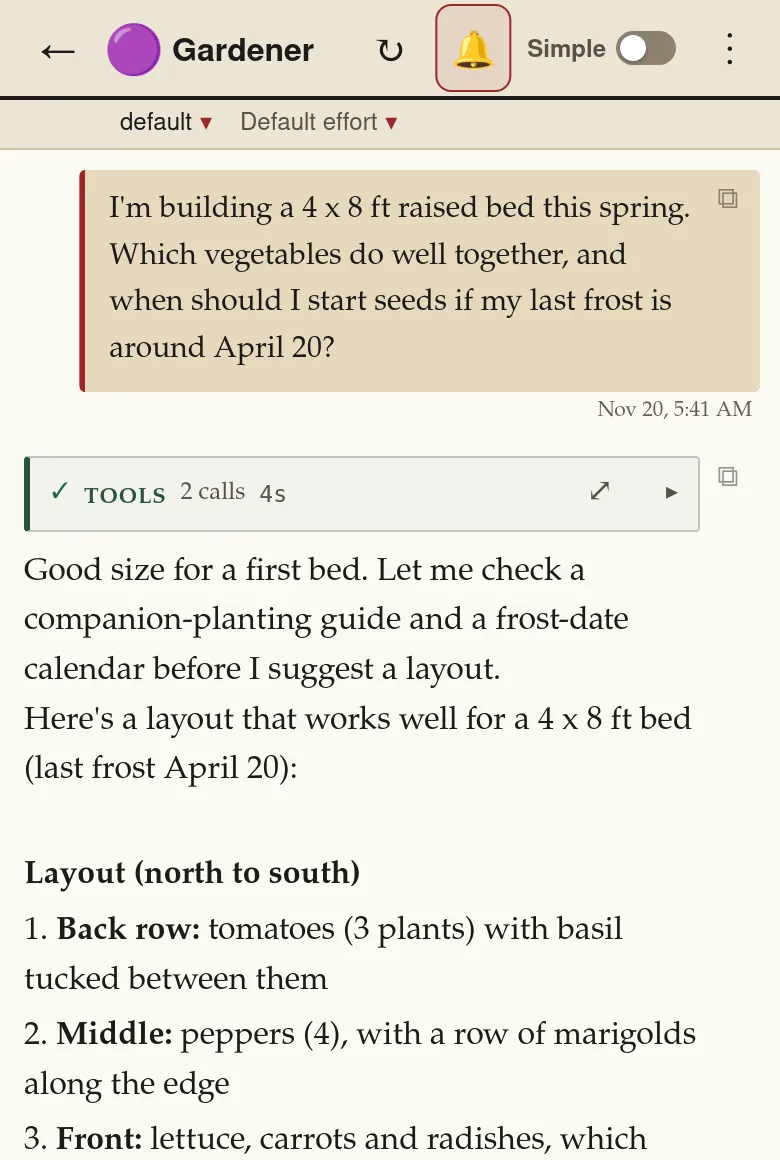 Gardener
Simple
default ▾ Default effort ▾
I'm building a 4 x 8 ft raised bed this spring.
Which vegetables do well together, and
when should I start seeds if my last frost is
around April 20?
Nov 20, 5:41 AM
✓ TOOLS 2 calls 4s
Good size for a first bed. Let me check a
companion-planting guide and a frost-date
calendar before I suggest a layout.
Here's a layout that works well for a 4 x 8 ft bed
(last frost April 20):
Layout (north to south)
1. Back row: tomatoes (3 plants) with basil
tucked between them
2. Middle: peppers (4), with a row of marigolds
along the edge
3. Front: lettuce, carrots and radishes, which